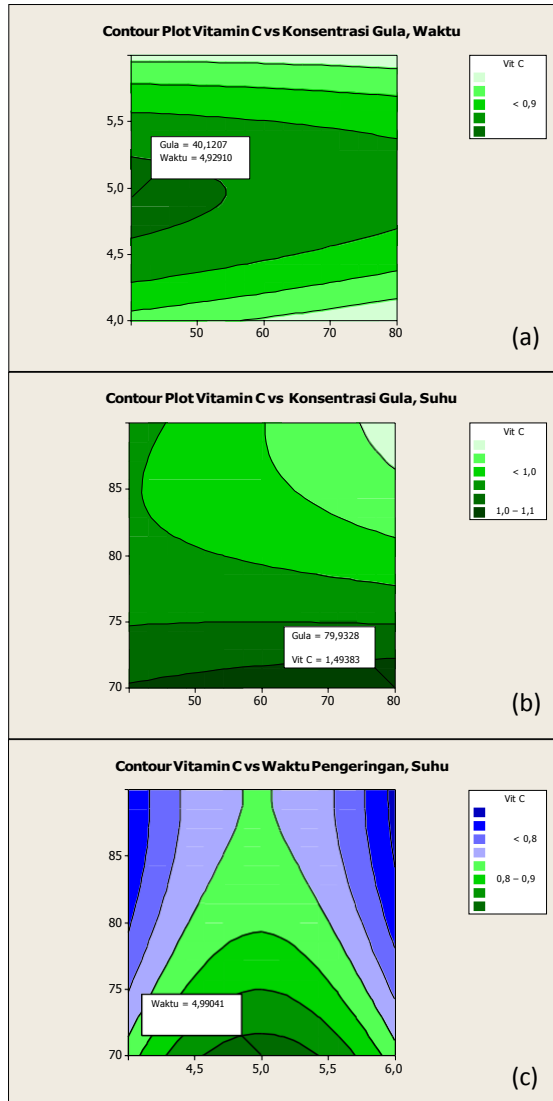 Contour Plot Vitamin C vs Konsentrasi Gula, Waktu
Vit C
< 0,9
5,5
5,0
4,5
4,0
Gula = 40,1207
Waktu = 4,92910
50
60
70
80
(a)
Contour Plot Vitamin C vs Konsentrasi Gula, Suhu
Vit C
< 1,0
1,0 – 1,1
85
80
75
70
Gula = 79,9328
Vit C = 1,49383
50
60
70
80
(b)
Contour Vitamin C vs Waktu Pengeringan, Suhu
Vit C
< 0,8
0,8 – 0,9
85
80
75
70
Waktu = 4,99041
4,5
5,0
5,5
6,0
(c)